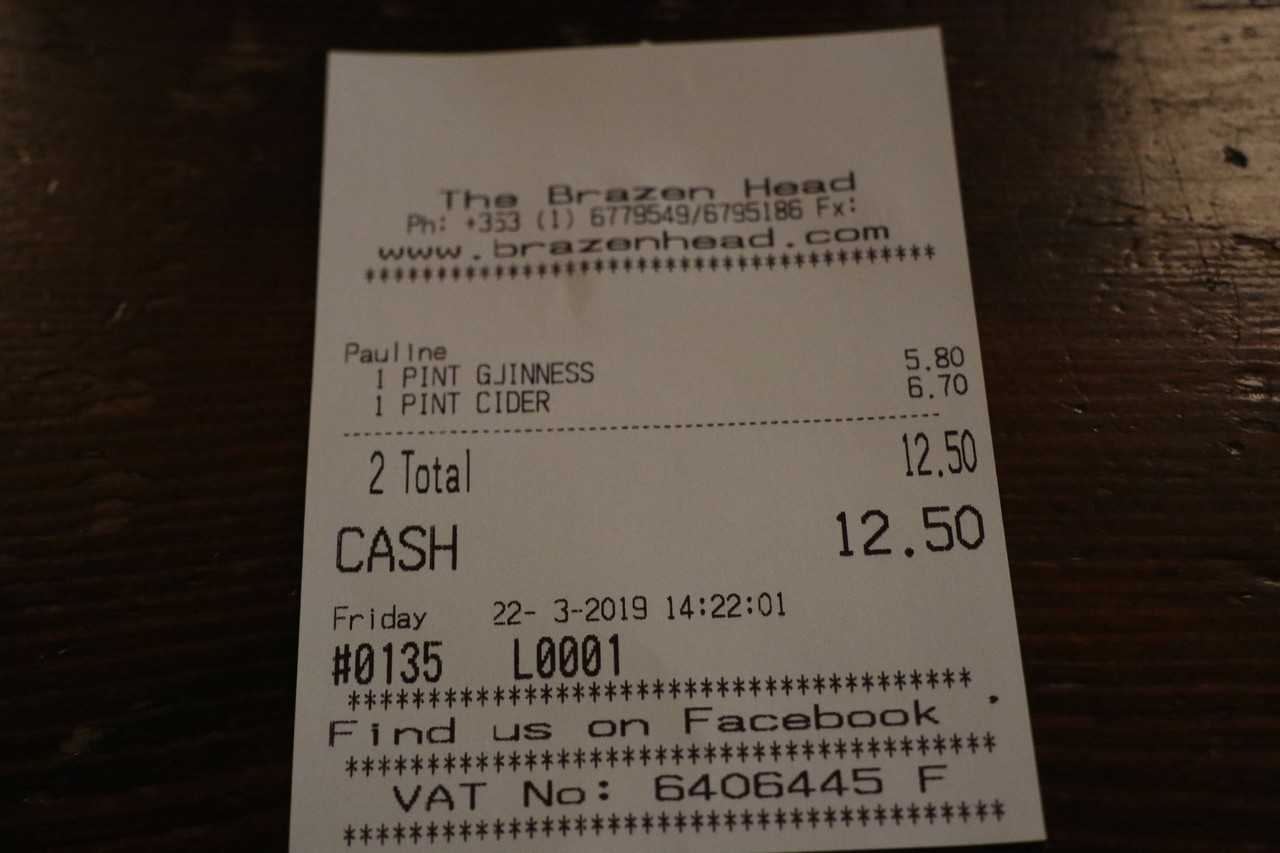 The Brazen Head
Ph: +353 (1) 6779549/6795186 Fx:
www.brazenhead.com
************************************
Pauline
1 PINT GJINNESS 5.80
1 PINT CIDER 6.70
------------------------------------------------
2 Total 12.50
CASH 12.50
Friday 22- 3-2019 14:22:01
#0135 L0001
************************************
Find us on Facebook .
************************************
VAT No: 6406445 F
************************************